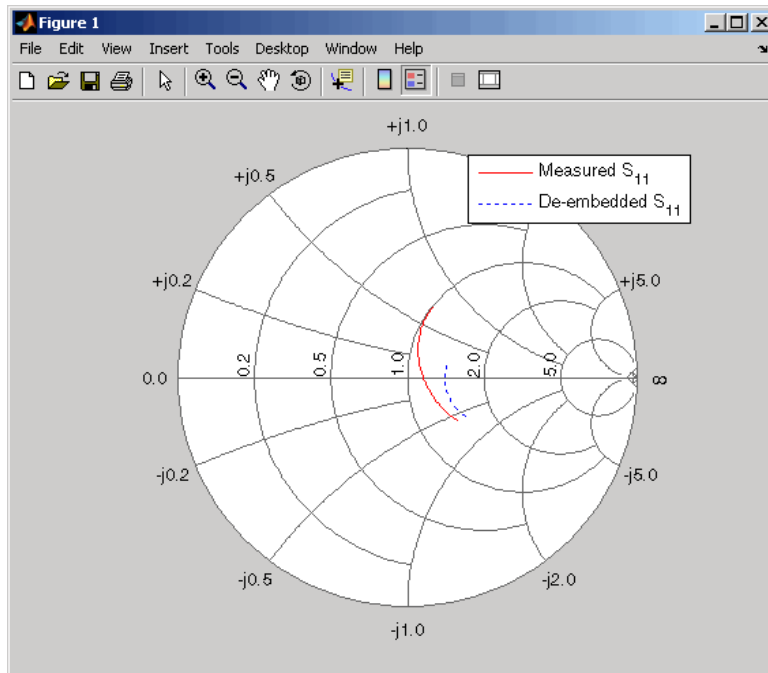 Figure 1
File Edit View Insert Tools Desktop Window Help
+j1.0
Measured S11
De-embedded S11
+j0.5
+j0.2
+j5.0
0.0
0.2
0.5
1.0
2.0
5.0
∞
-j0.2
-j5.0
-j0.5
-j2.0
-j1.0